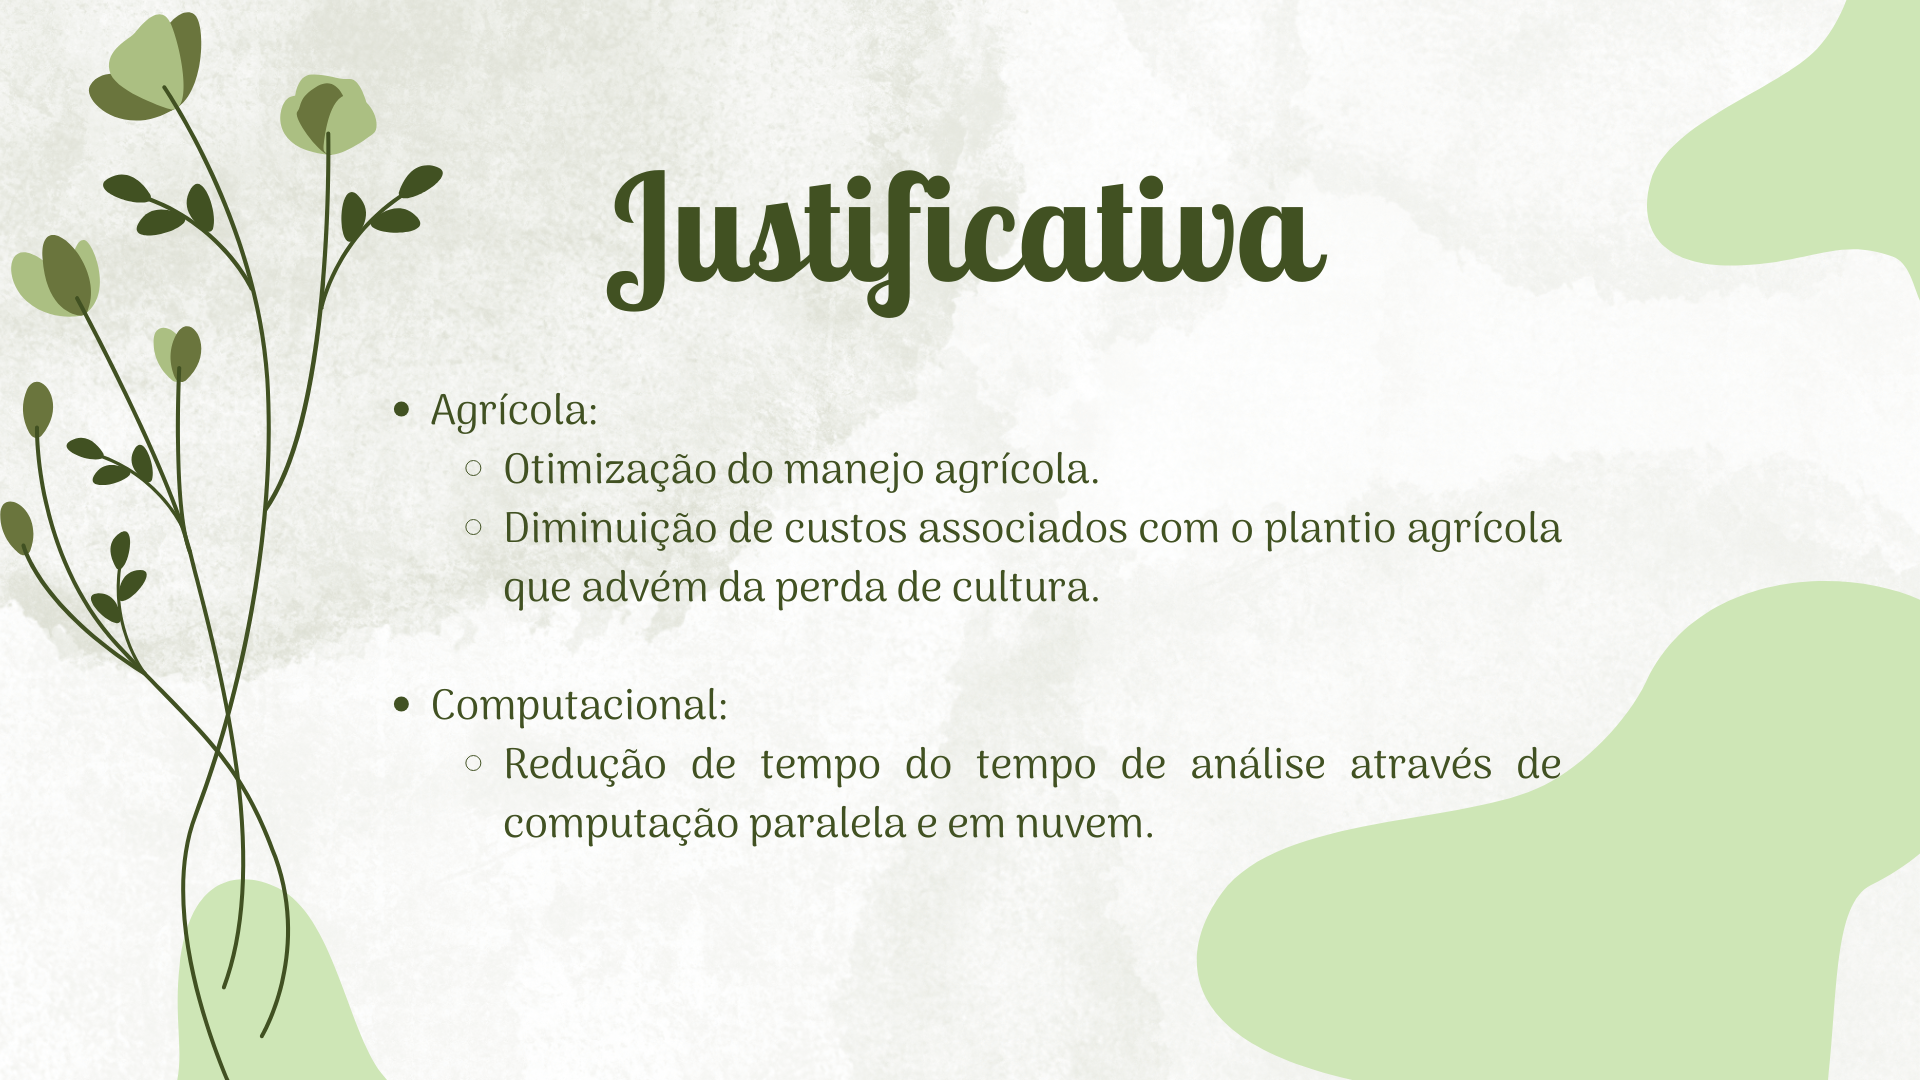 Justificativa
Agrícola:
Otimização do manejo agrícola.
Diminuição de custos associados com o plantio agrícola
que advém da perda de cultura.
Computacional:
Redução de tempo do tempo de análise através de
computação paralela e em nuvem.